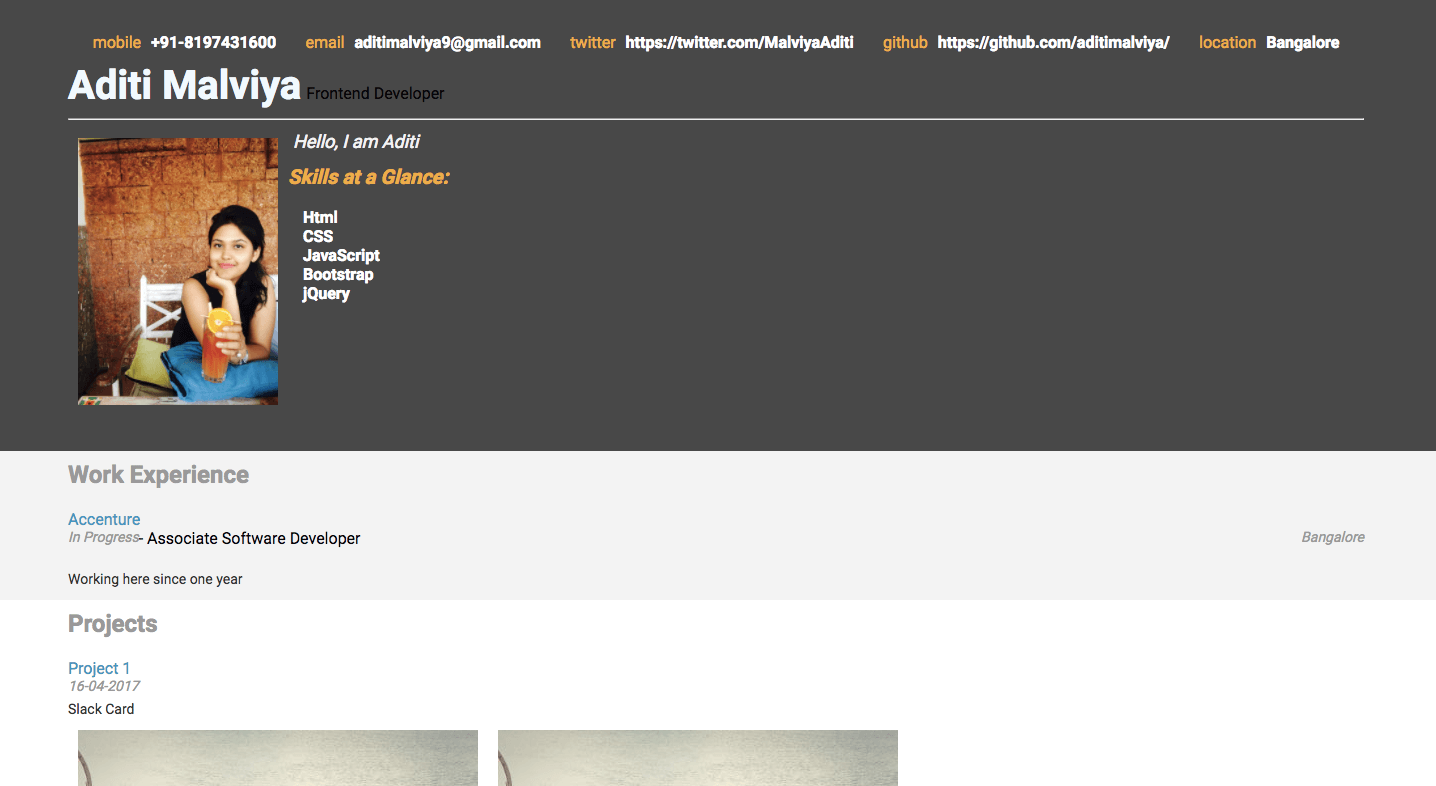 mobile +91-8197431600 email aditimalviya9@gmail.com twitter https://twitter.com/MalviyaAditi github https://github.com/aditimalviya/ location Bangalore
Aditi Malviya Frontend Developer
Hello, I am Aditi
Skills at a Glance:
Html
CSS
JavaScript
Bootstrap
jQuery
Work Experience
Accenture
In Progress- Associate Software Developer Bangalore
Working here since one year
Projects
Project 1
16-04-2017
Slack Card